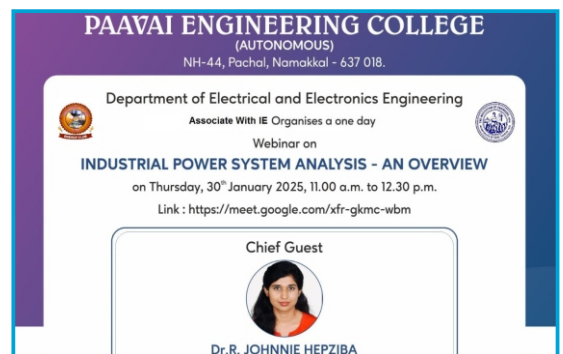 PAAVAI ENGINEERING COLLEGE
(AUTONOMOUS)
NH-44, Pachal, Namakkal - 637 018.
Department of Electrical and Electronics Engineering
Associate With IE Organises a one day
Webinar on
INDUSTRIAL POWER SYSTEM ANALYSIS - AN OVERVIEW
on Thursday, 30th January 2025, 11.00 a.m. to 12.30 p.m.
Link : https://meet.google.com/xfr-gkmc-wbm
Chief Guest
Dr.R. JOHNNIE HEPZIBA